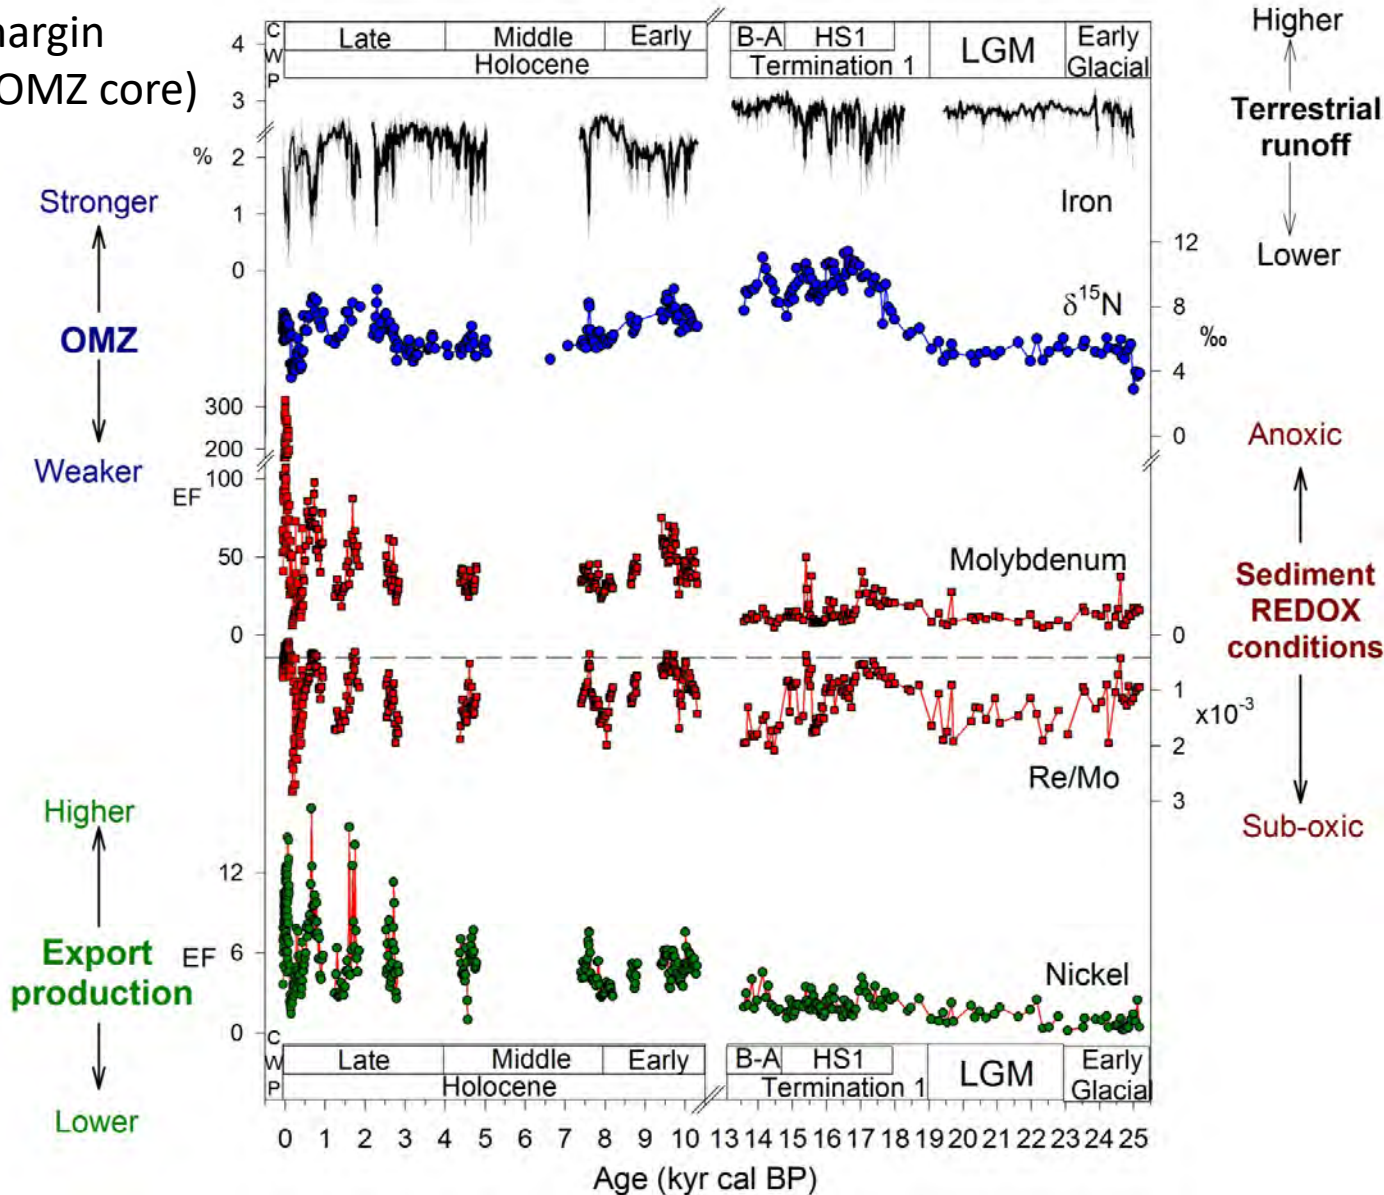 margin
OMZ core)
C
W
P
Late
Middle
Early
Holocene
B-A
HS1
Termination 1
LGM
Early
Glacial
Higher
Terrestrial
runoff
Lower
4
3
2
1
0
%
Iron
Stronger
OMZ
Weaker
12
8
4
0
‰
δ15N
300
200
100
50
0
EF
Molybdenum
0
1
2
3
x10-3
Re/Mo
Anoxic
Sediment
REDOX
conditions
Sub-oxic
Higher
Export
production
Lower
12
6
0
EF
Nickel
C
W
P
Late
Middle
Early
Holocene
B-A
HS1
Termination 1
LGM
Early
Glacial
0 1 2 3 4 5 6 7 8 9 10 13 14 15 16 17 18 19 20 21 22 23 24 25
Age (kyr cal BP)